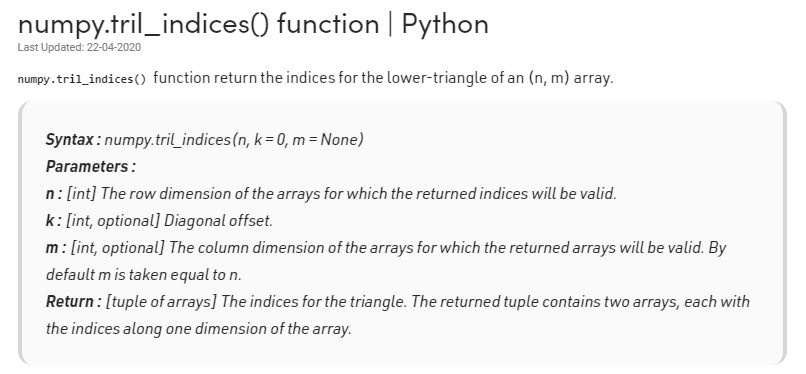 numpy.tril_indices() function | Python
Last Updated: 22-04-2020
numpy.tril_indices() function return the indices for the lower-triangle of an (n, m) array.
Syntax : numpy.tril_indices(n, k = 0, m = None)
Parameters :
n : [int] The row dimension of the arrays for which the returned indices will be valid.
k : [int, optional] Diagonal offset.
m : [int, optional] The column dimension of the arrays for which the returned arrays will be valid. By
default m is taken equal to n.
Return : [tuple of arrays] The indices for the triangle. The returned tuple contains two arrays, each with
the indices along one dimension of the array.